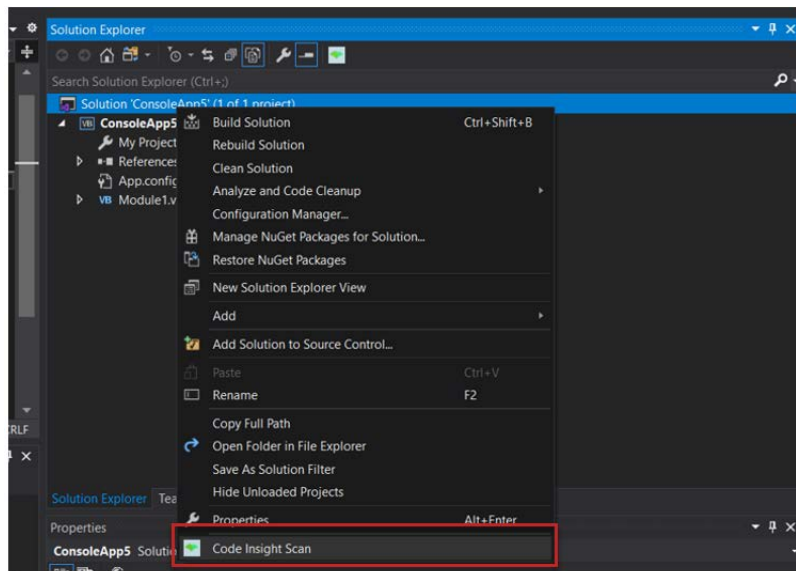 Solution Explorer
Search Solution Explorer (Ctrl+;)
Solution 'ConsoleApp5' (1 of 1 project)
VB ConsoleApp5
My Project
References
App.config
VB Module1.v
Build Solution Ctrl+Shift+B
Rebuild Solution
Clean Solution
Analyze and Code Cleanup
Configuration Manager...
Manage NuGet Packages for Solution...
Restore NuGet Packages
New Solution Explorer View
Add
Add Solution to Source Control...
Paste Ctrl+V
Rename F2
Copy Full Path
Open Folder in File Explorer
Save As Solution Filter
Hide Unloaded Projects
Properties Alt+Enter
Code Insight Scan
CRLF
Solution Explorer Tea
Properties
ConsoleApp5 Solutio